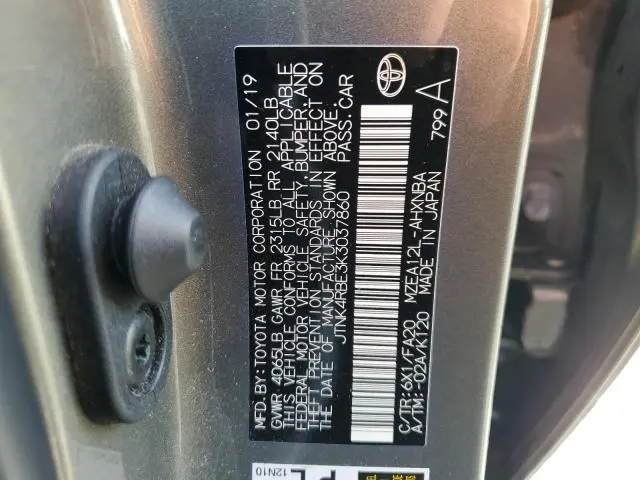 MFD.BY:TOYOTA MOTOR CORPORATION 01/19
GVWR 4065LB GAWR FR 2315LB RR 2140LB
THIS VEHICLE CONFORMS TO ALL APPLICABLE
FEDERAL MOTOR VEHICLE SAFETY, BUMPER, AND
THEFT PREVENTION STANDARDS IN EFFECT ON
THE DATE OF MANUFACTURE SHOWN ABOVE.
JTNK4RBE3K3037860 PASS.CAR
C/TR:6X1/FA20 MZEA12L-AHXNBA
A/TM:-02A/KT20 MADE IN JAPAN
799 A
12N10